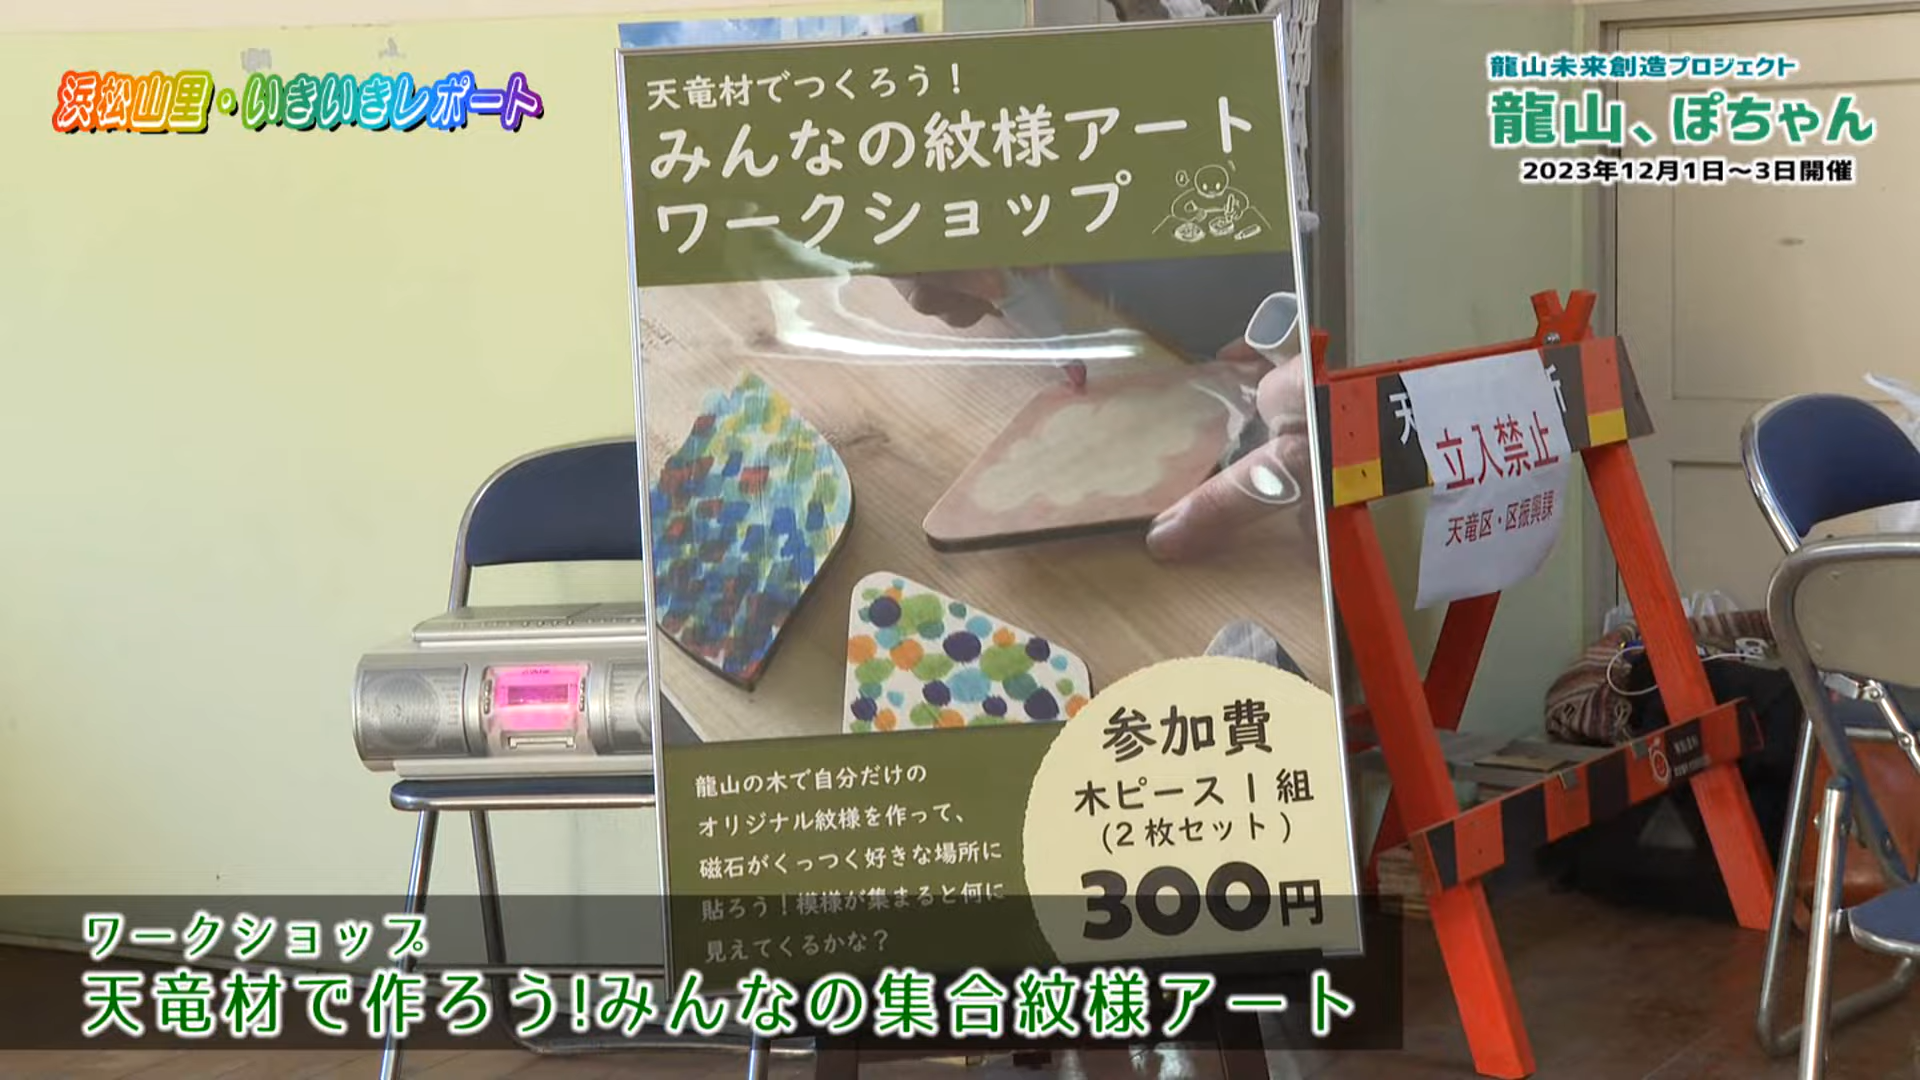 浜松山里・いきいきレポート
龍山未来創造プロジェクト
龍山、ぽちゃん
2023年12月1日～3日開催
天竜材でつくろう！
みんなの紋様アート
ワークショップ
龍山の木で自分だけの
オリジナル紋様を作って、
磁石がくっつく好きな場所に
貼ろう！模様が集まると何に
見えてくるかな？
参加費
木ピース1組
(2枚セット)
300円
天
所
立入禁止
天竜区・区振興課
ワークショップ
天竜材で作ろう!みんなの集合紋様アート